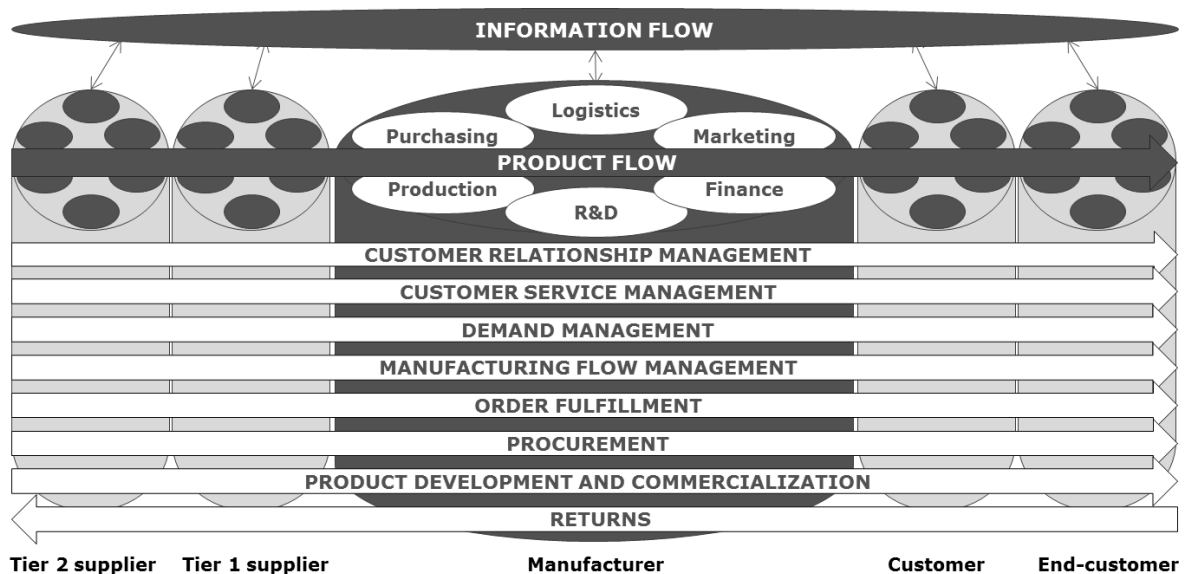 INFORMATION FLOW
Logistics
Purchasing
Marketing
PRODUCT FLOW
Production
Finance
R&D
CUSTOMER RELATIONSHIP MANAGEMENT
CUSTOMER SERVICE MANAGEMENT
DEMAND MANAGEMENT
MANUFACTURING FLOW MANAGEMENT
ORDER FULFILLMENT
PROCUREMENT
PRODUCT DEVELOPMENT AND COMMERCIALIZATION
RETURNS
Tier 2 supplier
Tier 1 supplier
Manufacturer
Customer
End-customer